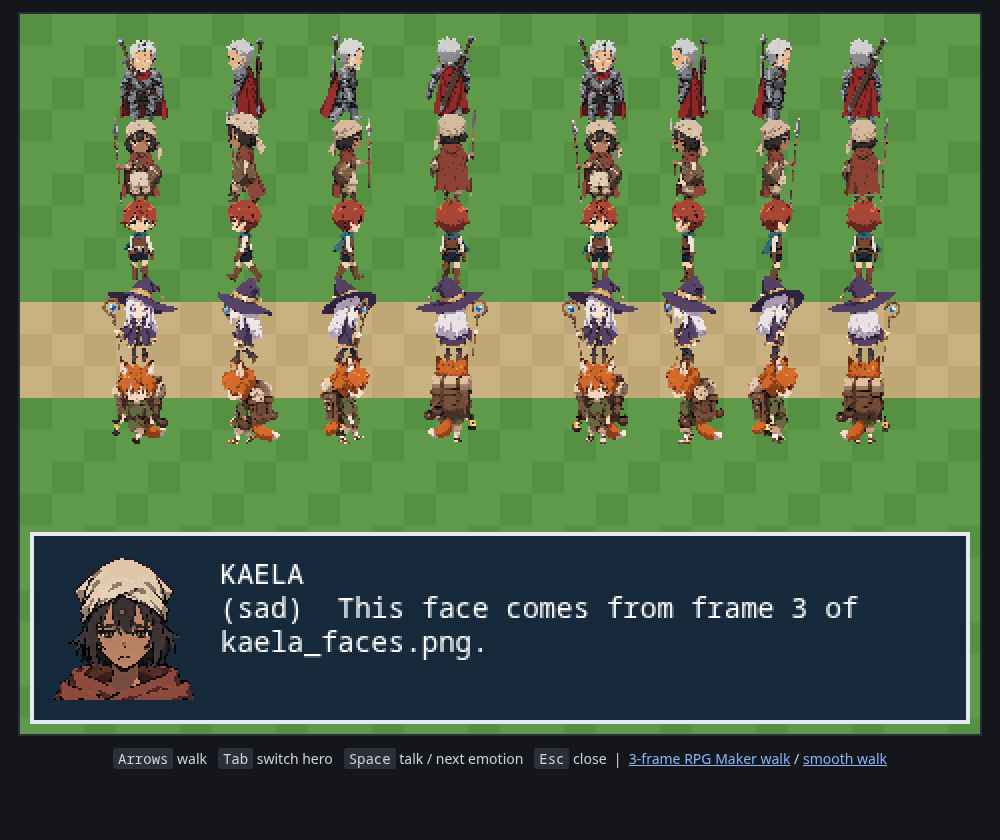 KAELA
(sad)  This face comes from frame 3 of
kaela_faces.png.
Arrows walk  Tab switch hero  Space talk / next emotion  Esc close | 3-frame RPG Maker walk / smooth walk